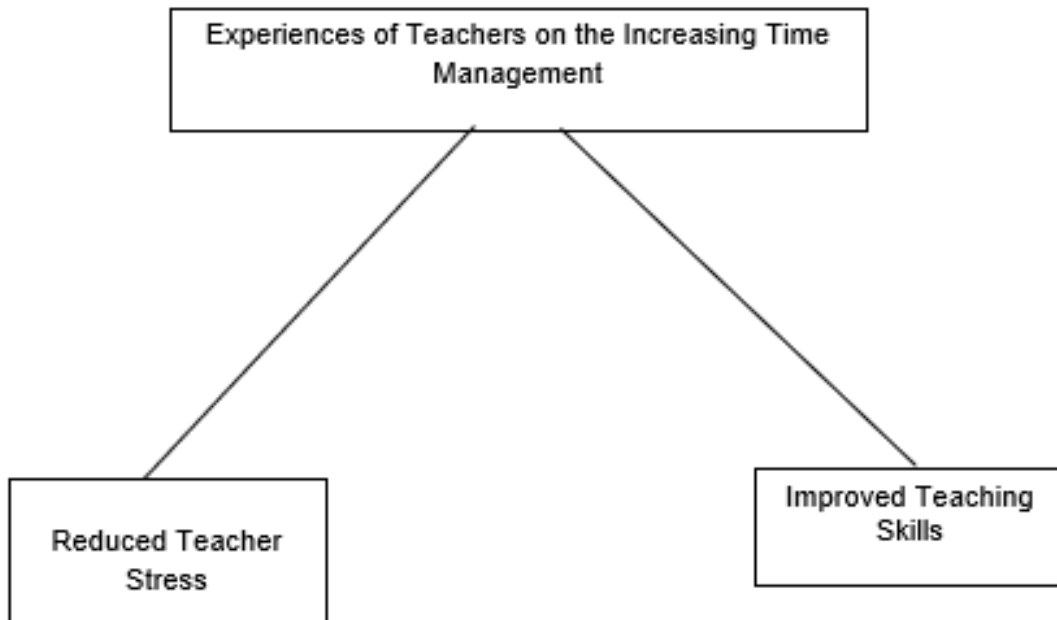 Experiences of Teachers on the Increasing Time
Management
Reduced Teacher
Stress
Improved Teaching
Skills